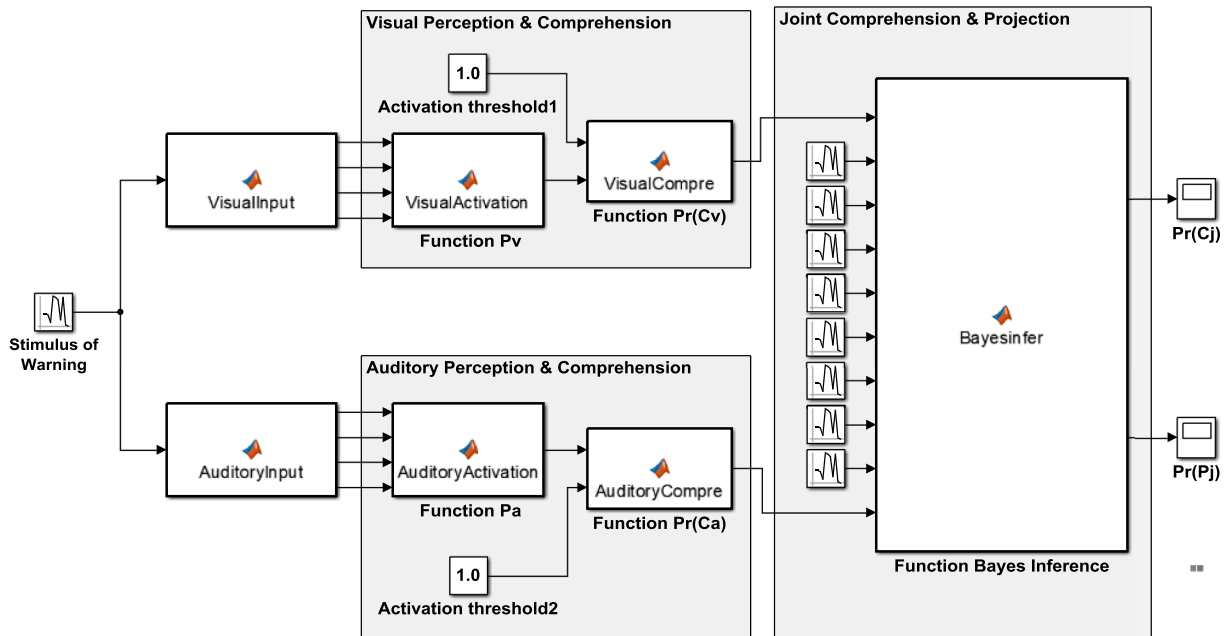 Visual Perception & Comprehension
1.0
Activation threshold1
VisualInput
VisualActivation
Function Pv
VisualCompre
Function Pr(Cv)
Stimulus of
Warning
Auditory Perception & Comprehension
AuditoryInput
AuditoryActivation
Function Pa
AuditoryCompre
Function Pr(Ca)
1.0
Activation threshold2
Joint Comprehension & Projection
Bayesinfer
Function Bayes Inference
Pr(Cj)
Pr(Pj)